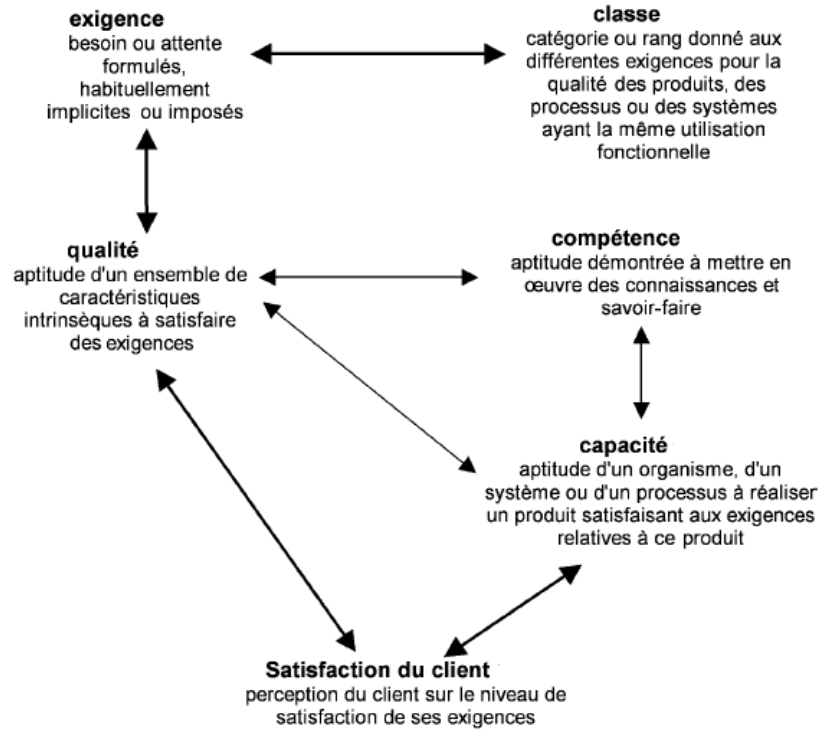 exigence
besoin ou attente
formulés,
habituellement
implicites ou imposés
classe
catégorie ou rang donné aux
différentes exigences pour la
qualité des produits, des
processus ou des systèmes
ayant la même utilisation
fonctionnelle
qualité
aptitude d'un ensemble de
caractéristiques
intrinsèques à satisfaire
des exigences
compétence
aptitude démontrée à mettre en
œuvre des connaissances et
savoir-faire
capacité
aptitude d'un organisme, d'un
système ou d'un processus à réaliser
un produit satisfaisant aux exigences
relatives à ce produit
Satisfaction du client
perception du client sur le niveau de
satisfaction de ses exigences